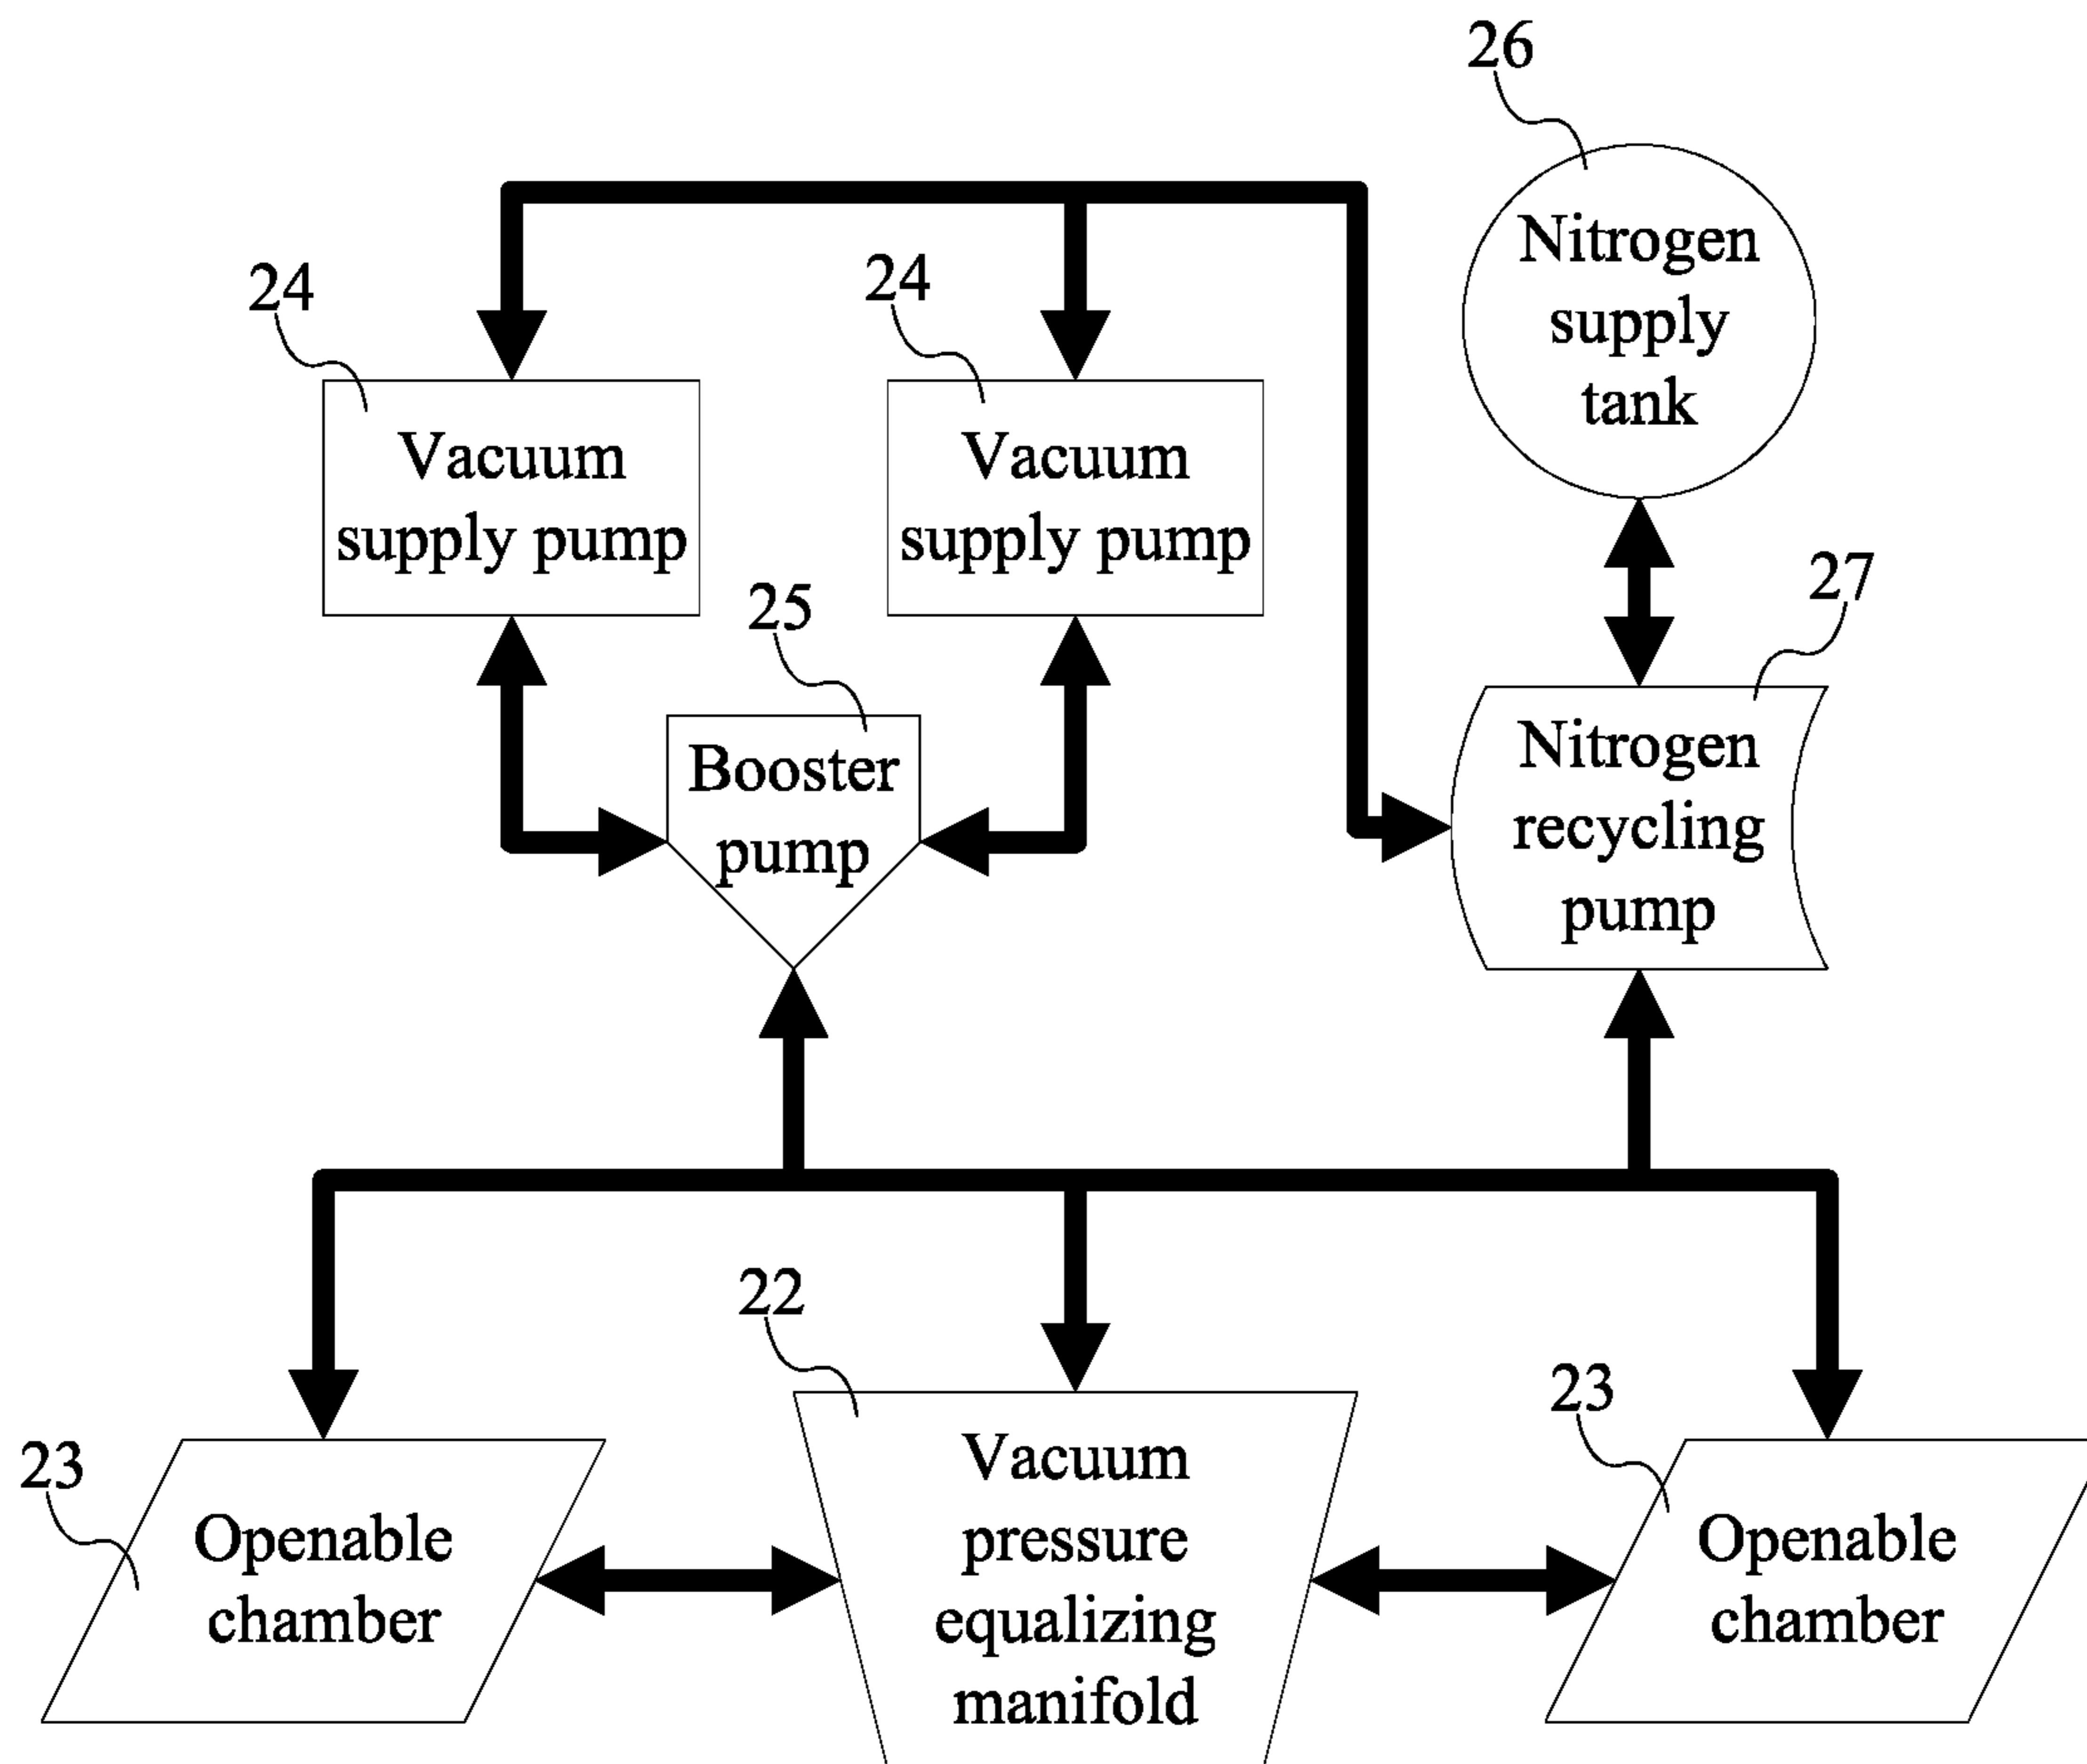 26
Nitrogen
supply
tank
24
Vacuum
supply pump
24
Vacuum
supply pump
25
Booster
pump
27
Nitrogen
recycling
pump
23
Openable
chamber
22
Vacuum
pressure
equalizing
manifold
23
Openable
chamber